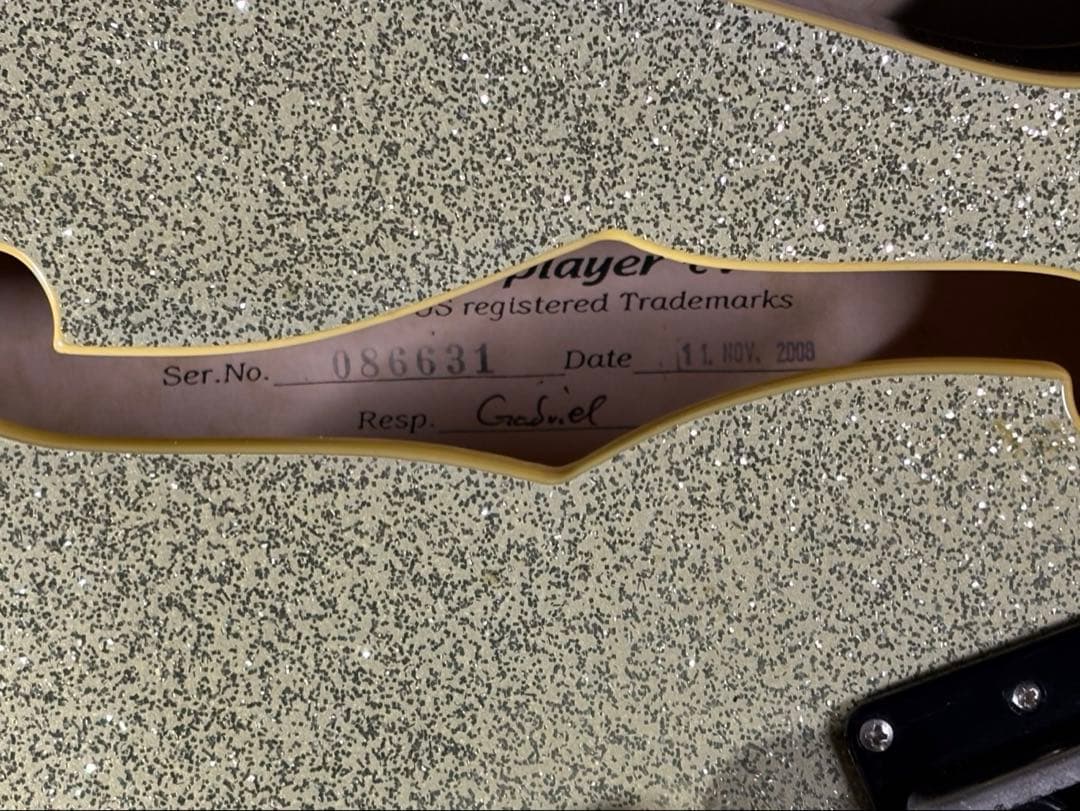 player
US registered Trademarks
Ser.No. 086631 Date 11. NOV. 2008
Resp. Gabriel